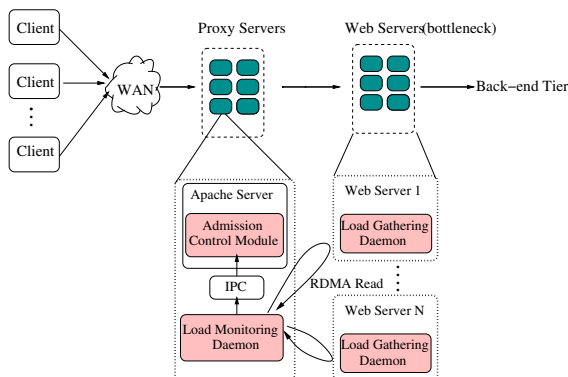 Client
Client
Client
WAN
Proxy Servers
Web Servers(bottleneck)
Back-end Tier
Apache Server
Admission
Control Module
IPC
Load Monitoring
Daemon
RDMA Read
Web Server 1
Load Gathering
Daemon
Web Server N
Load Gathering
Daemon